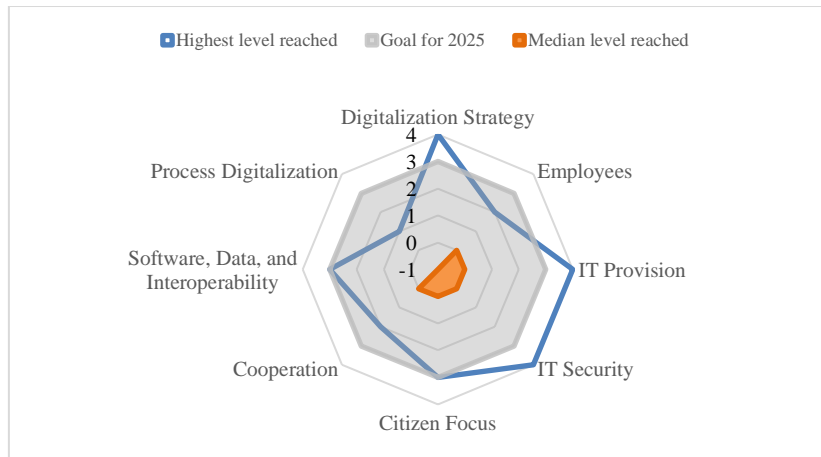 Highest level reached
Goal for 2025
Median level reached
Digitalization Strategy
4
3
2
1
0
-1
Employees
IT Provision
IT Security
Citizen Focus
Cooperation
Software, Data, and
Interoperability
Process Digitalization